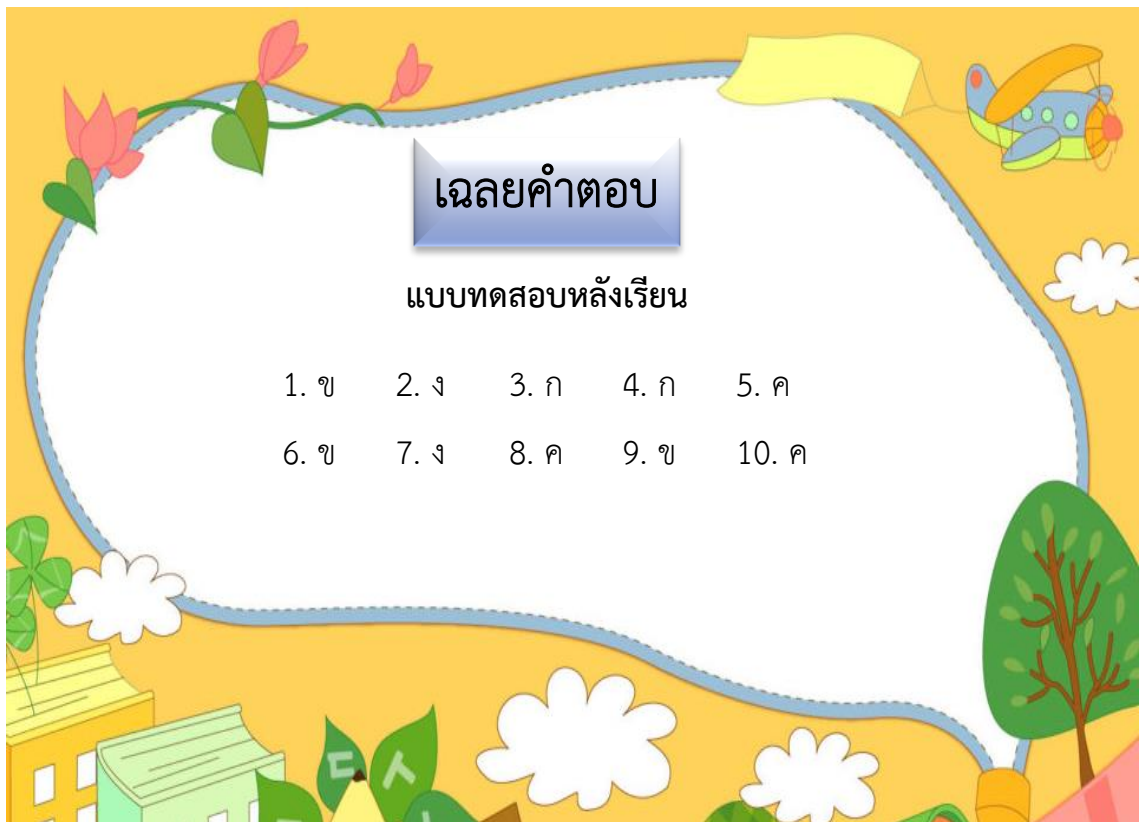 เฉลยคำตอบ
แบบทดสอบหลังเรียน
1. ข 2. ง 3. ก 4. ก 5. ค
6. ข 7. ง 8. ค 9. ข 10. ค